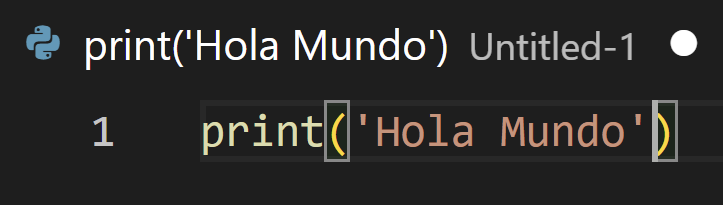 print('Hola Mundo') Untitled-1
1 print('Hola Mundo')